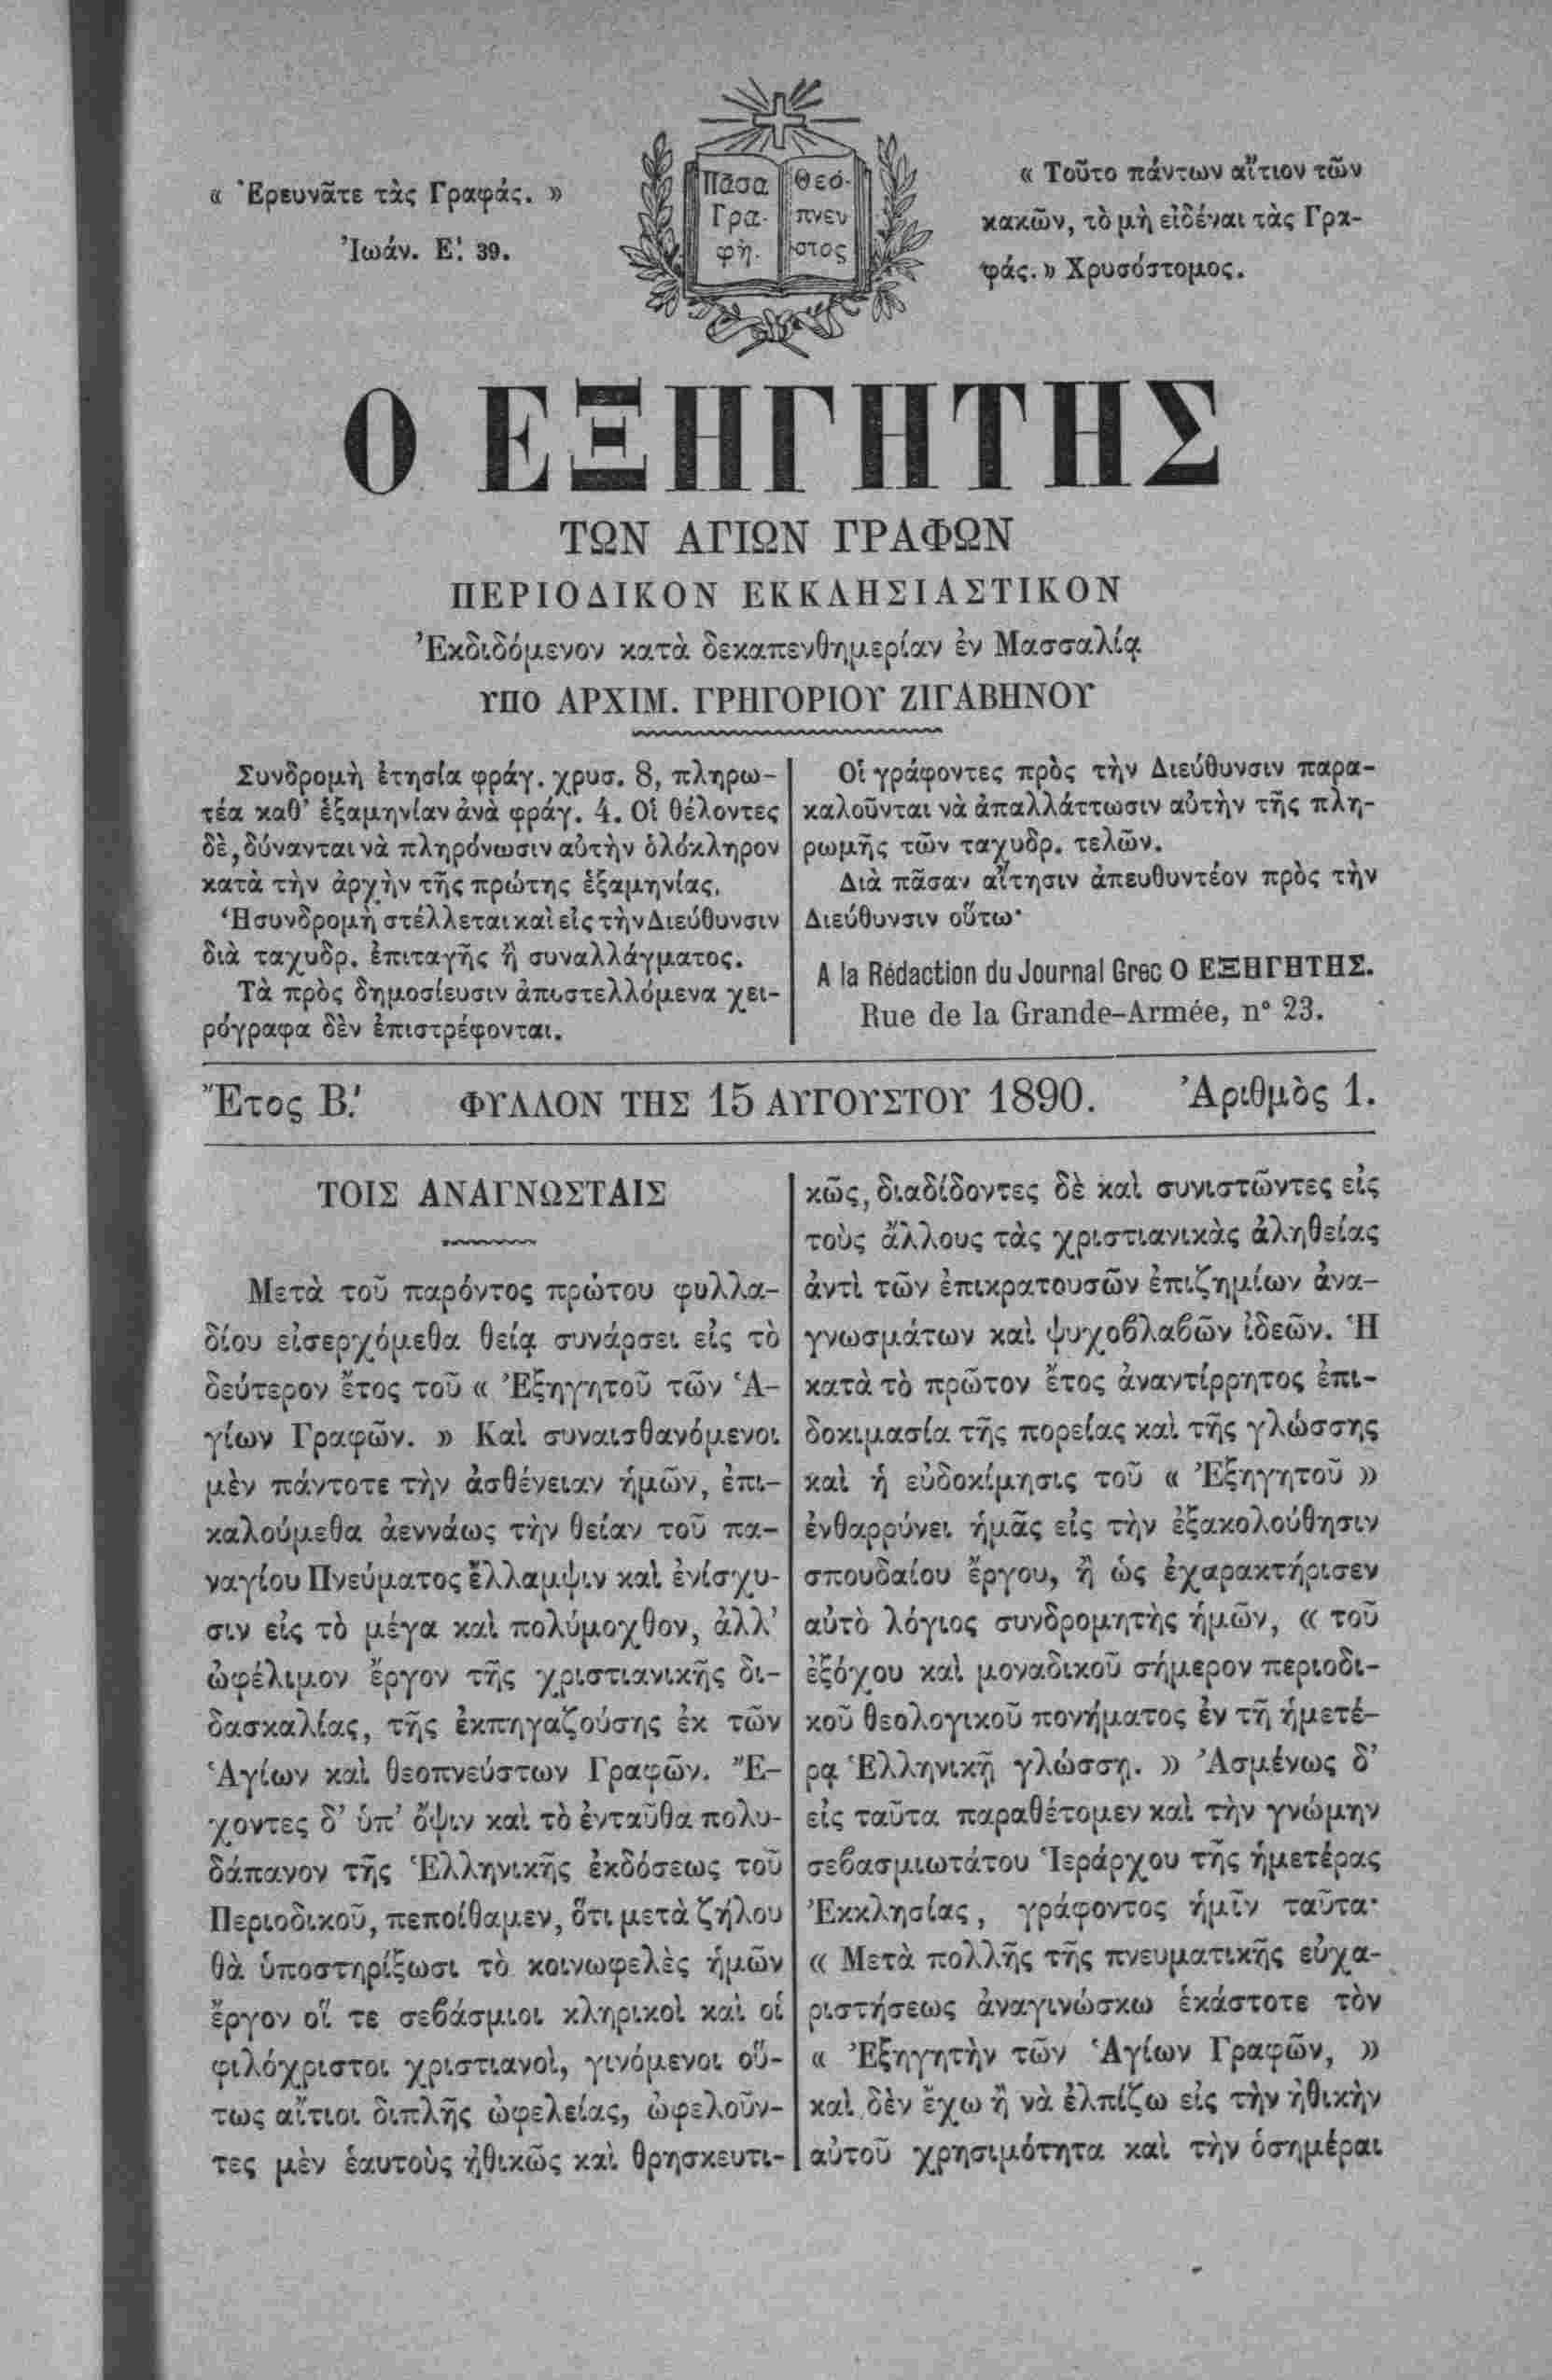 « Ἐρευνᾶτε τὰς Γραφάς. »
Ἰωάν. Ε΄. 39.
Πᾶσα
Γρα-
φὴ.
Θεό-
πνευ
στος
« Τοῦτο πάντων αἴτιον τῶν
κακῶν, τὸ μὴ εἰδέναι τὰς Γρα-
φάς. » Χρυσόστομος.
Ο ΕΞΗΓΗΤΗΣ
ΤΩΝ ΑΓΙΩΝ ΓΡΑΦΩΝ
ΠΕΡΙΟΔΙΚΟΝ ΕΚΚΛΗΣΙΑΣΤΙΚΟΝ
Ἐκδιδόμενον κατὰ δεκαπενθημερίαν ἐν Μασσαλίᾳ
ΥΠΟ ΑΡΧΙΜ. ΓΡΗΓΟΡΙΟΥ ΖΙΓΑΒΗΝΟΥ
Συνδρομὴ ἐτησία φράγ. χρυσ. 8, πληρω-
τέα καθ' ἑξαμηνίαν ἀνὰ φράγ. 4. Οἱ θέλοντες
δὲ, δύνανται νὰ πληρόνωσιν αὐτὴν ὁλόκληρον
κατὰ τὴν ἀρχὴν τῆς πρώτης ἑξαμηνίας.
Ἡ συνδρομὴ στέλλεται καὶ εἰς τὴν Διεύθυνσιν
διὰ ταχυδρ. ἐπιταγῆς ἢ συναλλάγματος.
Τὰ πρὸς δημοσίευσιν ἀποστελλόμενα χει-
ρόγραφα δὲν ἐπιστρέφονται.
Οἱ γράφοντες πρὸς τὴν Διεύθυνσιν παρα-
καλοῦνται νὰ ἀπαλλάττωσιν αὐτὴν τῆς πλη-
ρωμῆς τῶν ταχυδρ. τελῶν.
Διὰ πᾶσαν αἴτησιν ἀπευθυντέον πρὸς τὴν
Διεύθυνσιν οὕτω·
A la Rédaction du Journal Grec Ο ΕΞΗΓΗΤΗΣ.
Rue de la Grande-Armée, n° 23.
Ἔτος Β΄. ΦΥΛΛΟΝ ΤΗΣ 15 ΑΥΓΟΥΣΤΟΥ 1890. Ἀριθμὸς 1.
ΤΟΙΣ ΑΝΑΓΝΩΣΤΑΙΣ
Μετὰ τοῦ παρόντος πρώτου φυλλα-
δίου εἰσερχόμεθα θείᾳ συνάρσει εἰς τὸ
δεύτερον ἔτος τοῦ « Ἐξηγητοῦ τῶν Ἁ-
γίων Γραφῶν. » Καὶ συναισθανόμενοι
μὲν πάντοτε τὴν ἀσθένειαν ἡμῶν, ἐπι-
καλούμεθα ἀεννάως τὴν θείαν τοῦ πα-
ναγίου Πνεύματος ἔλλαμψιν καὶ ἐνίσχυ-
σιν εἰς τὸ μέγα καὶ πολύμοχθον, ἀλλ'
ὠφέλιμον ἔργον τῆς χριστιανικῆς δι-
δασκαλίας, τῆς ἐκπηγαζούσης ἐκ τῶν
Ἁγίων καὶ θεοπνεύστων Γραφῶν. Ἔ-
χοντες δ' ὑπ' ὄψιν καὶ τὸ ἐνταῦθα πολυ-
δάπανον τῆς Ἑλληνικῆς ἐκδόσεως τοῦ
Περιοδικοῦ, πεποίθαμεν, ὅτι μετὰ ζήλου
θὰ ὑποστηρίξωσι τὸ κοινωφελὲς ἡμῶν
ἔργον οἵ τε σεβάσμιοι κληρικοὶ καὶ οἱ
φιλόχριστοι χριστιανοὶ, γινόμενοι οὕ-
τως αἴτιοι διπλῆς ὠφελείας, ὠφελοῦν-
τες μὲν ἑαυτοὺς ἠθικῶς καὶ θρησκευτι-
κῶς, διαδίδοντες δὲ καὶ συνιστῶντες εἰς
τοὺς ἄλλους τὰς χριστιανικὰς ἀληθείας
ἀντὶ τῶν ἐπικρατουσῶν ἐπιζημίων ἀνα-
γνωσμάτων καὶ ψυχοβλαβῶν ἰδεῶν. Ἡ
κατὰ τὸ πρῶτον ἔτος ἀναντίρρητος ἐπι-
δοκιμασία τῆς πορείας καὶ τῆς γλώσσης
καὶ ἡ εὐδοκίμησις τοῦ « Ἐξηγητοῦ »
ἐνθαρρύνει ἡμᾶς εἰς τὴν ἐξακολούθησιν
σπουδαίου ἔργου, ἢ ὡς ἐχαρακτήρισεν
αὐτὸ λόγιος συνδρομητὴς ἡμῶν, « τοῦ
ἐξόχου καὶ μοναδικοῦ σήμερον περιοδι-
κοῦ θεολογικοῦ πονήματος ἐν τῇ ἡμετέ-
ρᾳ Ἑλληνικῇ γλώσσῃ. » Ἀσμένως δ'
εἰς ταῦτα παραθέτομεν καὶ τὴν γνώμην
σεβασμιωτάτου Ἱεράρχου τῆς ἡμετέρας
Ἐκκλησίας, γράφοντος ἡμῖν ταῦτα·
« Μετὰ πολλῆς τῆς πνευματικῆς εὐχα-
ριστήσεως ἀναγινώσκω ἑκάστοτε τὸν
« Ἐξηγητὴν τῶν Ἁγίων Γραφῶν, »
καὶ δὲν ἔχω ἢ νὰ ἐλπίζω εἰς τὴν ἠθικὴν
αὐτοῦ χρησιμότητα καὶ τὴν ὁσημέραι